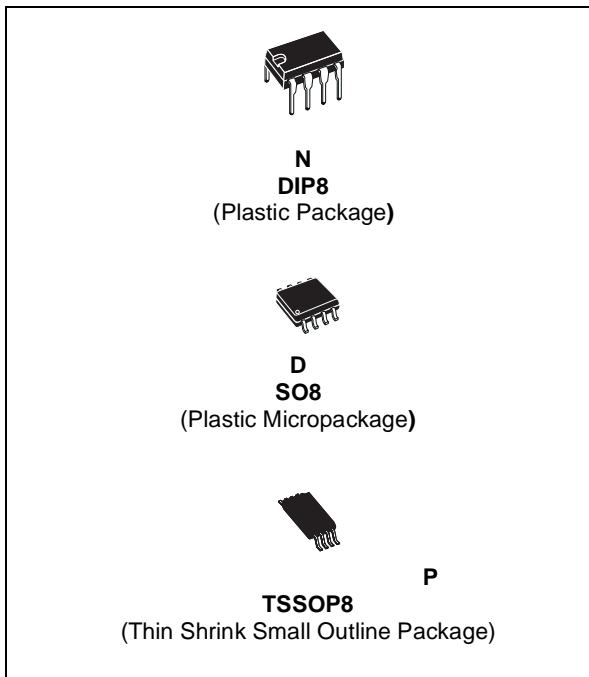 N
DIP8
(Plastic Package)
D
SO8
(Plastic Micropackage)
P
TSSOP8
(Thin Shrink Small Outline Package)